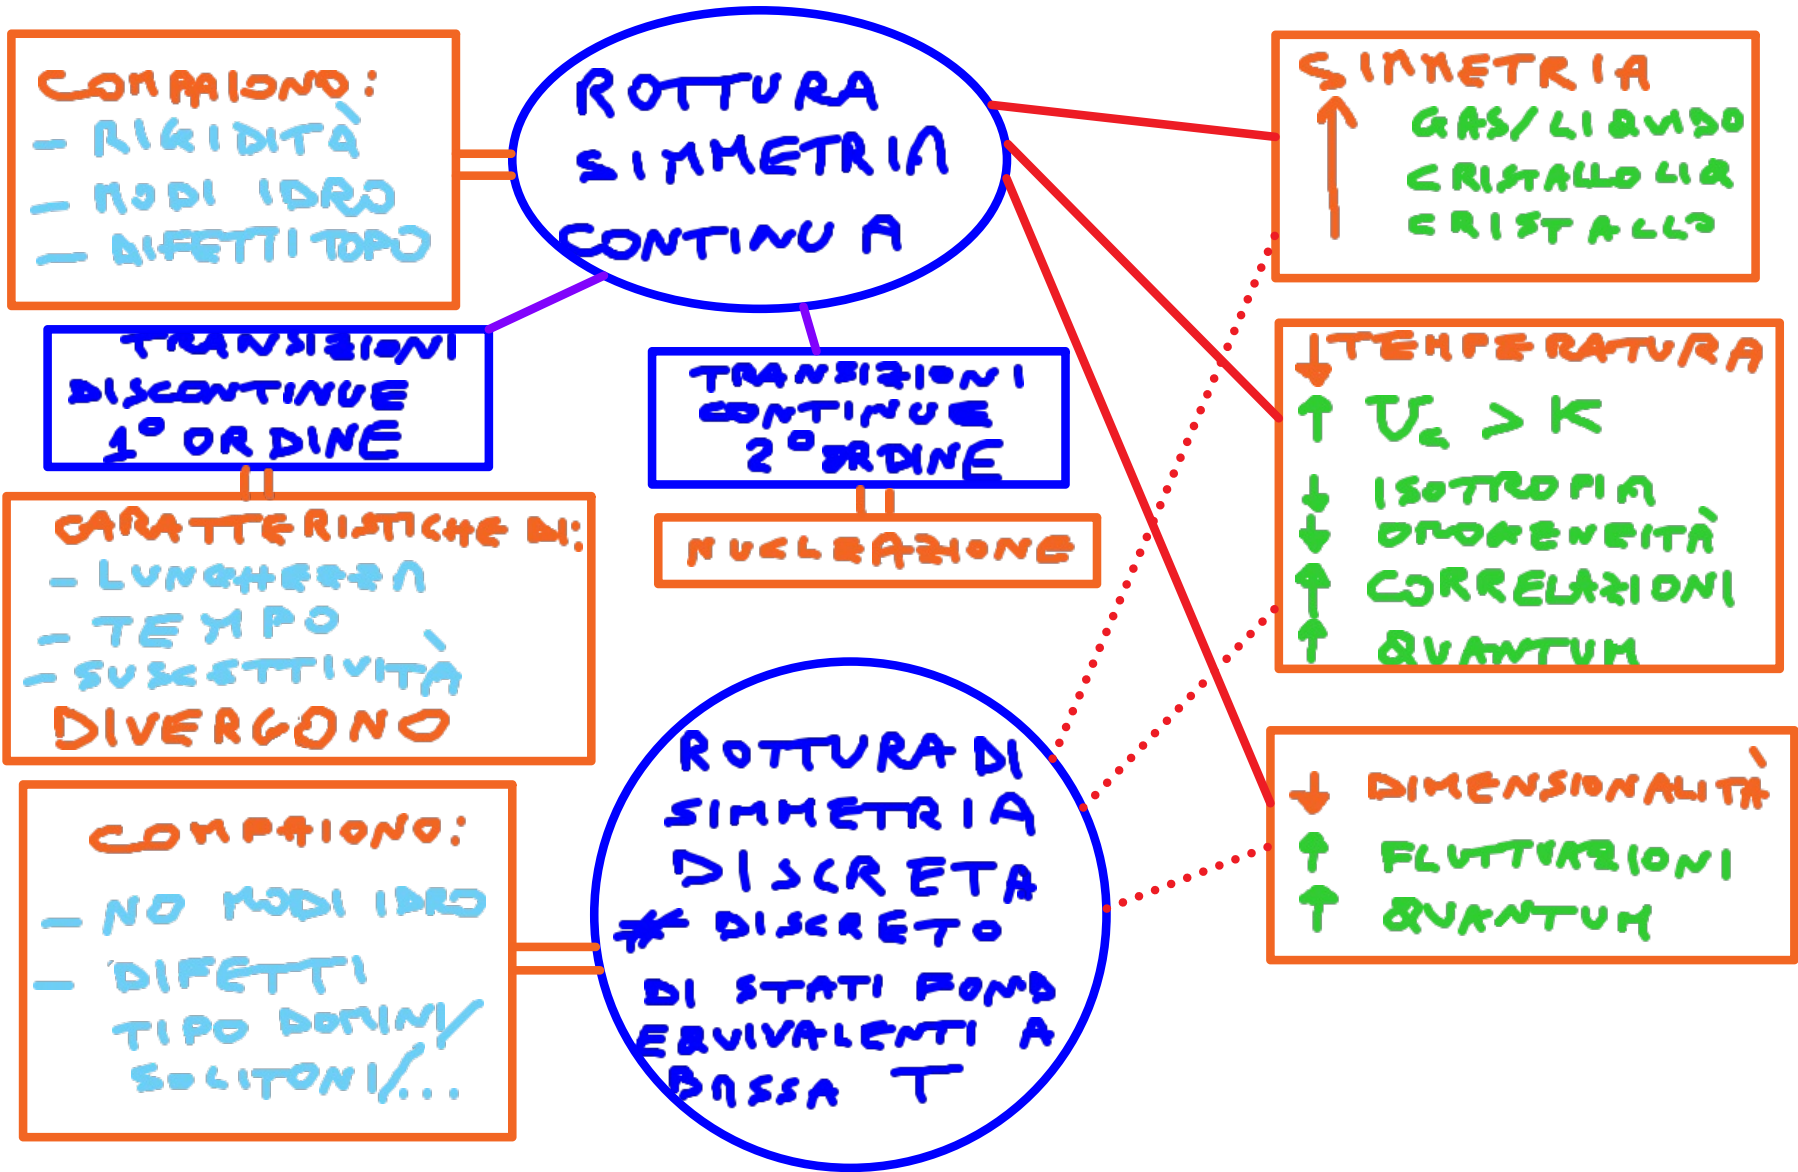 COMPAIONO:
- RIGIDITÀ
- MODI IDRO
- DIFETTI TOPO
ROTTURA
SIMMETRIA
CONTINUA
SIMMETRIA
GAS/LIQUIDO
CRISTALLO LIQ
CRISTALLO
TRANSIZIONI
DISCONTINUE
1° ORDINE
TRANSIZIONI
CONTINUE
2° ORDINE
↓ TEMPERATURA
↑ Uc > K
↓ ISOTROPIA
↓ OMOGENEITÀ
↑ CORRELAZIONI
↑ QUANTUM
CARATTERISTICHE DI:
- LUNGHEZZA
- TEMPO
- SUSCETTIVITÀ
DIVERGONO
NUCLEAZIONE
ROTTURA DI
SIMMETRIA
DISCRETA
# DISCRETO
DI STATI FOND
EQUIVALENTI A
BASSA T
↓ DIMENSIONALITÀ
↑ FLUTTUAZIONI
↑ QUANTUM
COMPAIONO:
- NO MODI IDRO
- DIFETTI
TIPO DOMINI/
SOLITONI/...